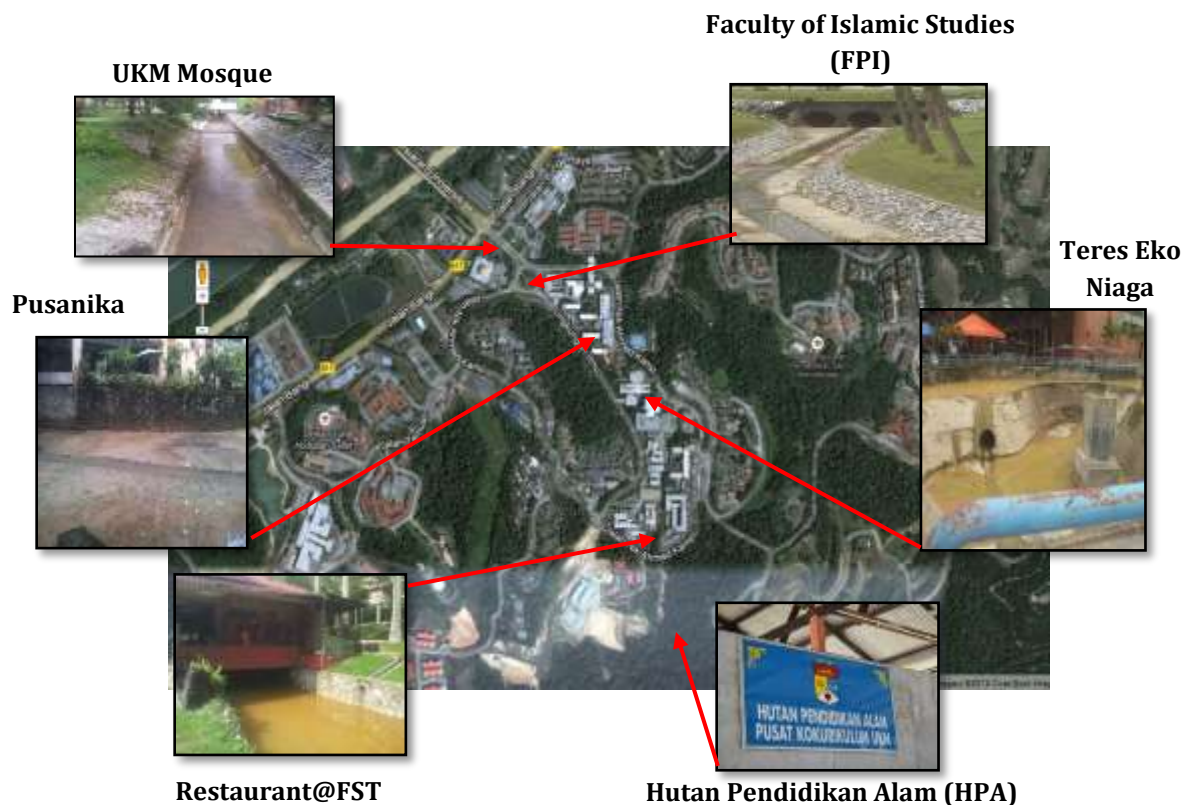 Faculty of Islamic Studies
(FPI)
UKM Mosque
Teres Eko
Niaga
Pusanika
HUTAN PENDIDIKAN ALAM
PUSAT KOKURIKULUM UKM
Restaurant@FST
Hutan Pendidikan Alam (HPA)